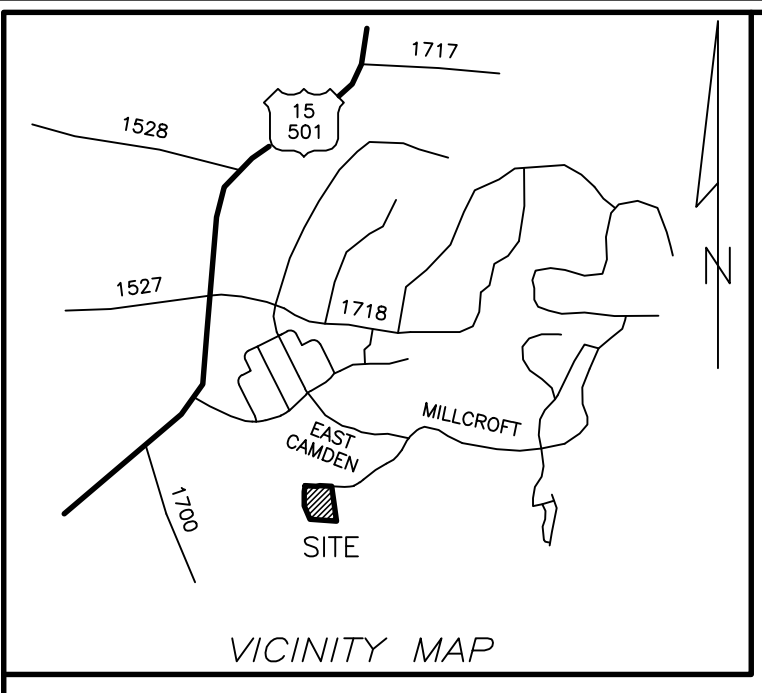 1717
15
501
1528
N
1527
1718
MILLCROFT
EAST
CAMDEN
1700
SITE
VICINITY MAP